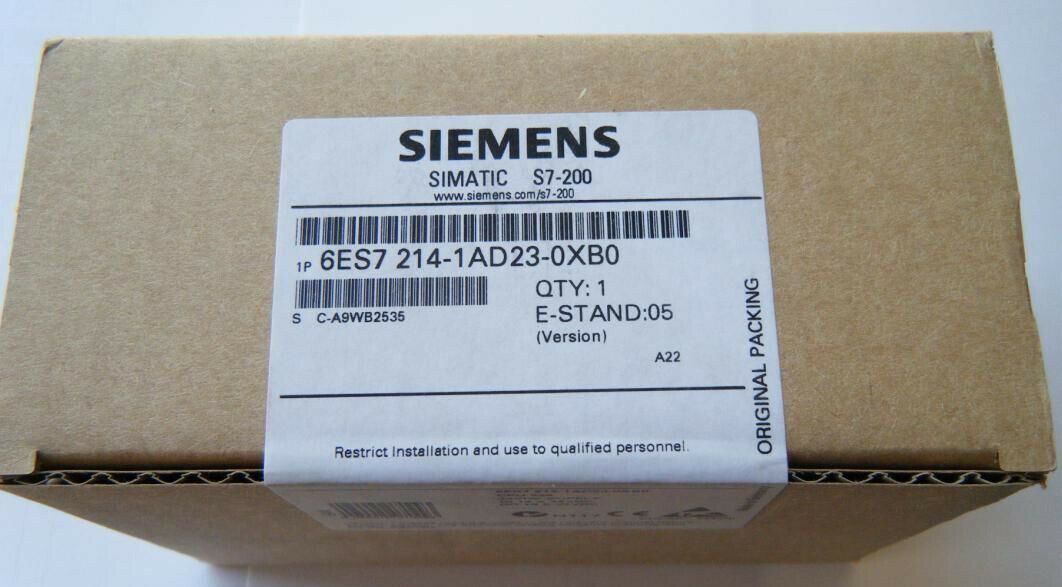 SIEMENS
SIMATIC S7-200
www.siemens.com/s7-200
1P 6ES7 214-1AD23-0XB0
S C-A9WB2535
QTY: 1
E-STAND:05
(Version)
A22
ORIGINAL PACKING
Restrict Installation and use to qualified personnel.
N117